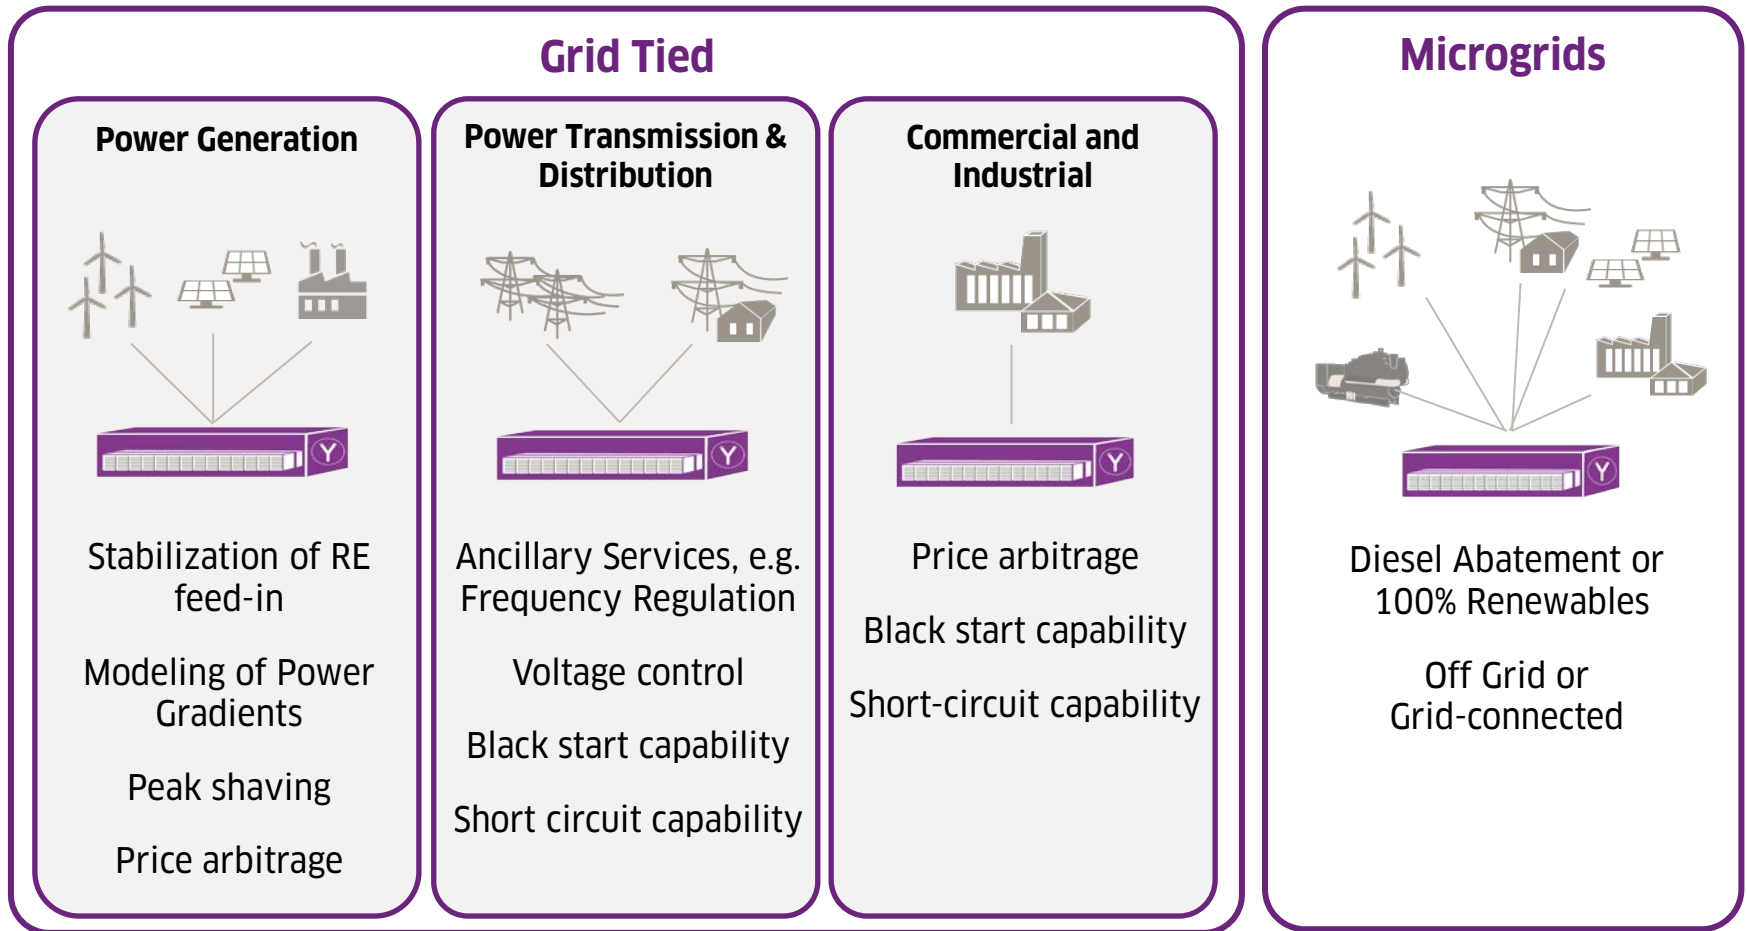 Grid Tied
Power Generation
Stabilization of RE
feed-in
Modeling of Power
Gradients
Peak shaving
Price arbitrage
Power Transmission &
Distribution
Ancillary Services, e.g.
Frequency Regulation
Voltage control
Black start capability
Short circuit capability
Commercial and
Industrial
Price arbitrage
Black start capability
Short-circuit capability
Microgrids
Diesel Abatement or
100% Renewables
Off Grid or
Grid-connected
Y
Y
Y
Y